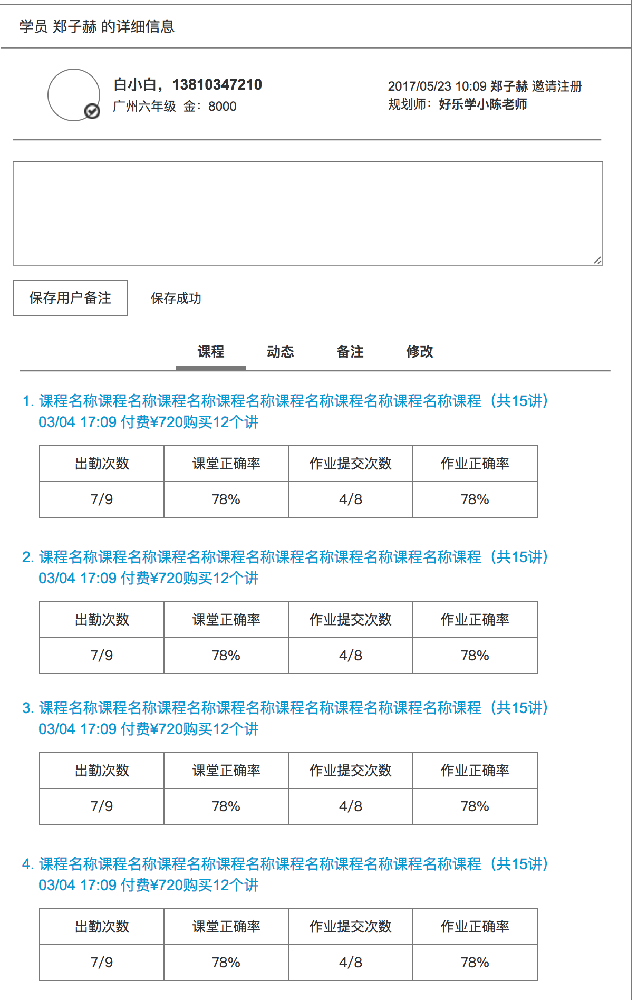 学员 郑子赫 的详细信息
白小白，13810347210
广州六年级 金：8000
2017/05/23 10:09 郑子赫 邀请注册
规划师：好乐学小陈老师
保存用户备注 保存成功
课程 动态 备注 修改
1. 课程名称课程名称课程名称课程名称课程名称课程名称课程名称课程（共15讲）
03/04 17:09 付费¥720购买12个讲
出勤次数 课堂正确率 作业提交次数 作业正确率
7/9 78% 4/8 78%
2. 课程名称课程名称课程名称课程名称课程名称课程名称课程名称课程（共15讲）
03/04 17:09 付费¥720购买12个讲
出勤次数 课堂正确率 作业提交次数 作业正确率
7/9 78% 4/8 78%
3. 课程名称课程名称课程名称课程名称课程名称课程名称课程名称课程（共15讲）
03/04 17:09 付费¥720购买12个讲
出勤次数 课堂正确率 作业提交次数 作业正确率
7/9 78% 4/8 78%
4. 课程名称课程名称课程名称课程名称课程名称课程名称课程名称课程（共15讲）
03/04 17:09 付费¥720购买12个讲
出勤次数 课堂正确率 作业提交次数 作业正确率
7/9 78% 4/8 78%